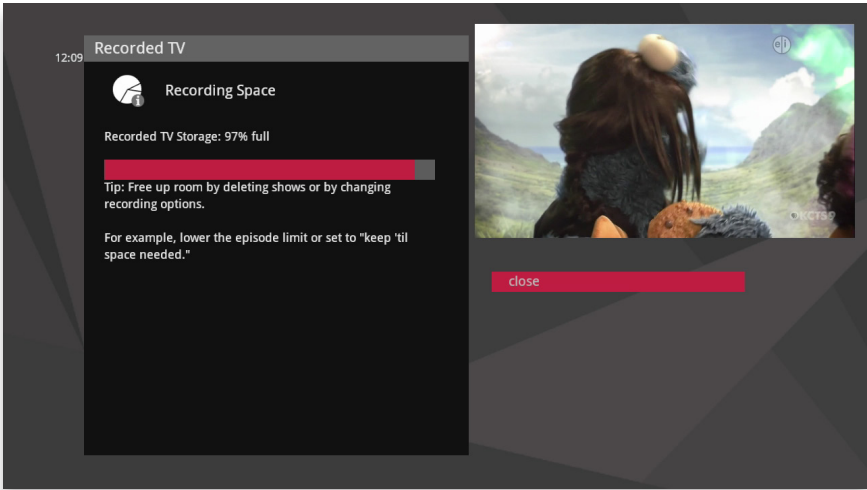 12:09
Recorded TV
Recording Space
Recorded TV Storage: 97% full
Tip: Free up room by deleting shows or by changing
recording options.
For example, lower the episode limit or set to "keep 'til
space needed."
e/i
KCTS9
close